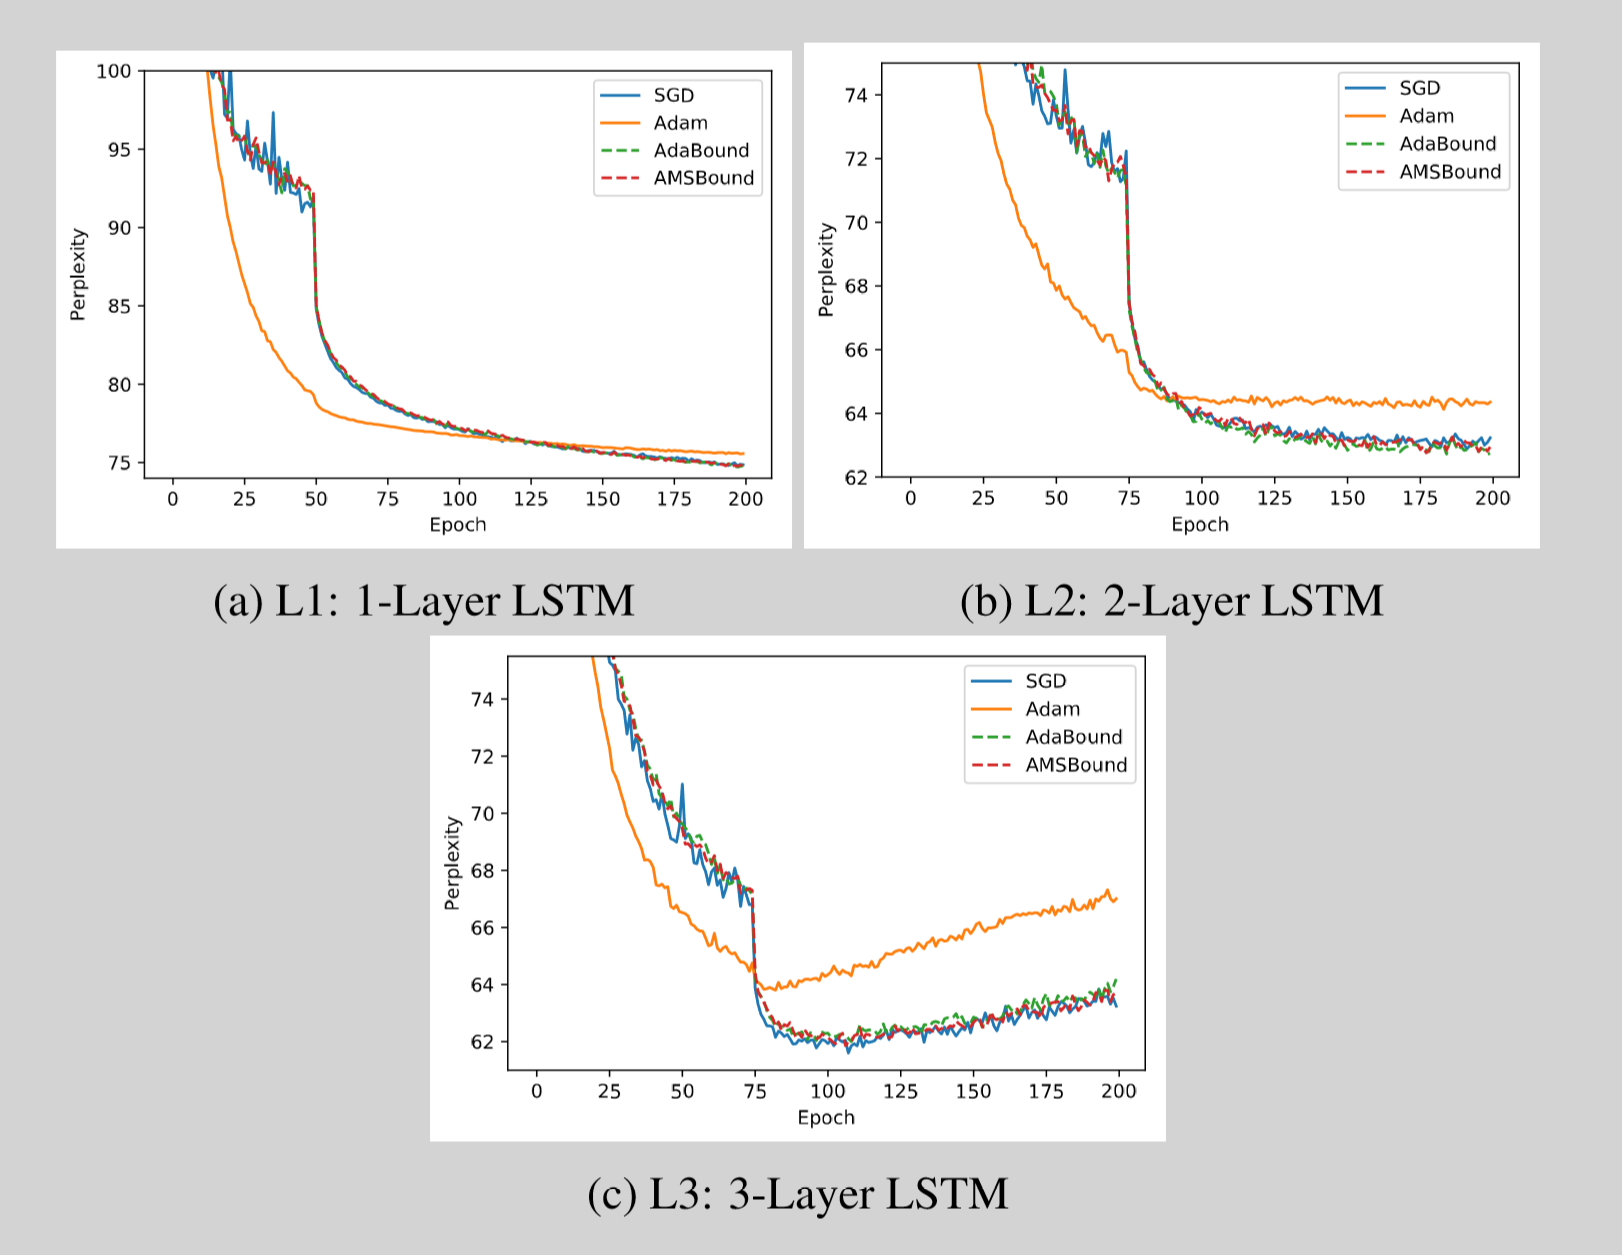 100
95
90
85
80
75
Perplexity
0 25 50 75 100 125 150 175 200
Epoch
SGD
Adam
AdaBound
AMSBound
(a) L1: 1-Layer LSTM
74
72
70
68
66
64
62
Perplexity
0 25 50 75 100 125 150 175 200
Epoch
SGD
Adam
AdaBound
AMSBound
(b) L2: 2-Layer LSTM
74
72
70
68
66
64
62
Perplexity
0 25 50 75 100 125 150 175 200
Epoch
SGD
Adam
AdaBound
AMSBound
(c) L3: 3-Layer LSTM